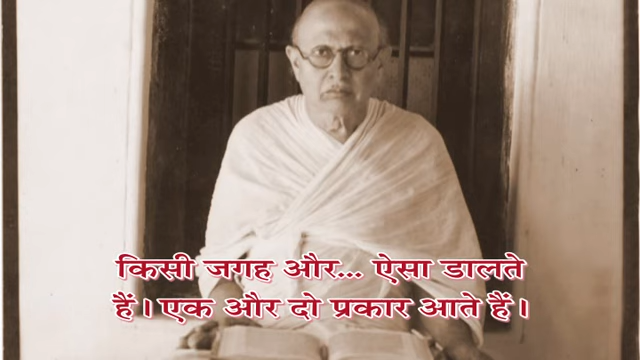 किसी जगह और... ऐसा डालते
हैं। एक और दो प्रकार आते हैं।